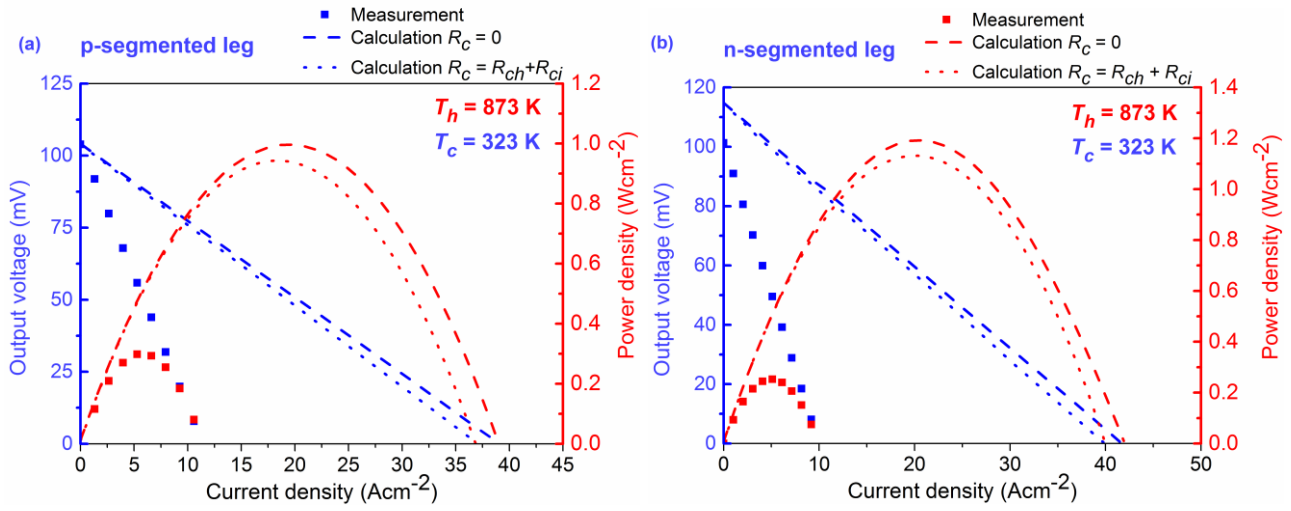 Measurement
Calculation R_c = 0
Calculation R_c = R_ch+R_ci
(a) p-segmented leg
T_h = 873 K
T_c = 323 K
Output voltage (mV)
125
100
75
50
25
0
Power density (Wcm^-2)
1.2
1.0
0.8
0.6
0.4
0.2
0.0
0 5 10 15 20 25 30 35 40 45
Current density (Acm^-2)
Measurement
Calculation R_c = 0
Calculation R_c = R_ch + R_ci
(b) n-segmented leg
T_h = 873 K
T_c = 323 K
Output voltage (mV)
120
100
80
60
40
20
0
Power density (Wcm^-2)
1.4
1.2
1.0
0.8
0.6
0.4
0.2
0.0
0 10 20 30 40 50
Current density (Acm^-2)